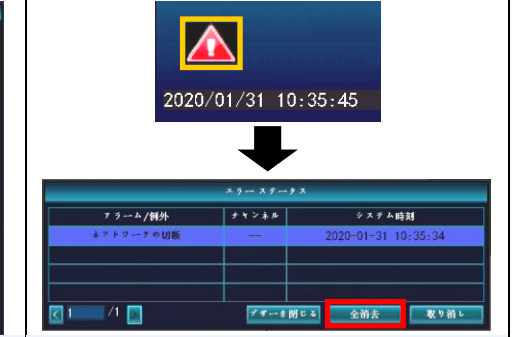 2020/01/31 10:35:45
エラーステータス
アラーム/例外 チャンネル システム時刻
ネットワークの切断 -- 2020-01-31 10:35:34
1 /1 ブザーを閉じる 全消去 取り消し